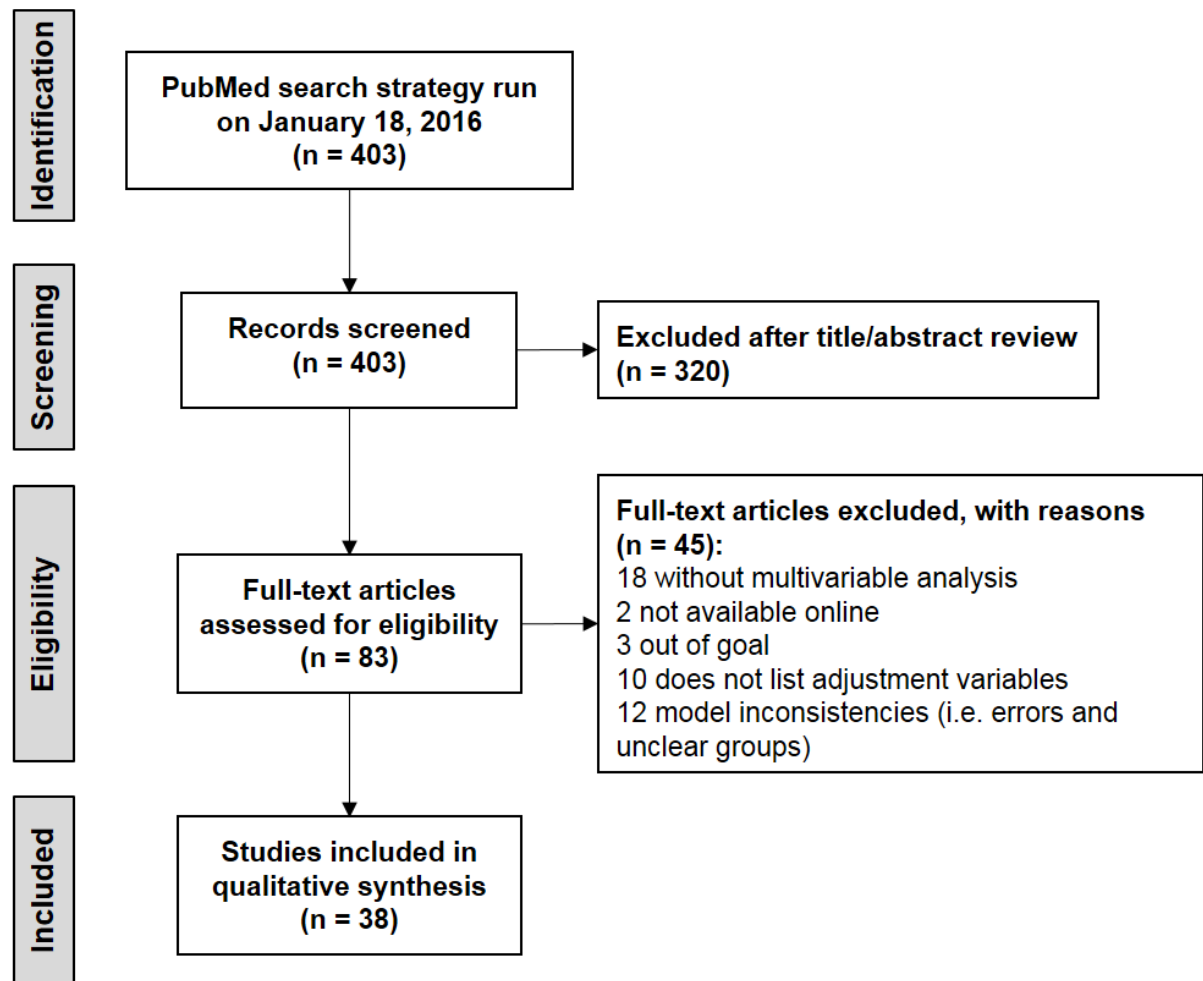 Identification
PubMed search strategy run
on January 18, 2016
(n = 403)
Screening
Records screened
(n = 403)
Excluded after title/abstract review
(n = 320)
Eligibility
Full-text articles
assessed for eligibility
(n = 83)
Full-text articles excluded, with reasons
(n = 45):
18 without multivariable analysis
2 not available online
3 out of goal
10 does not list adjustment variables
12 model inconsistencies (i.e. errors and
unclear groups)
Included
Studies included in
qualitative synthesis
(n = 38)